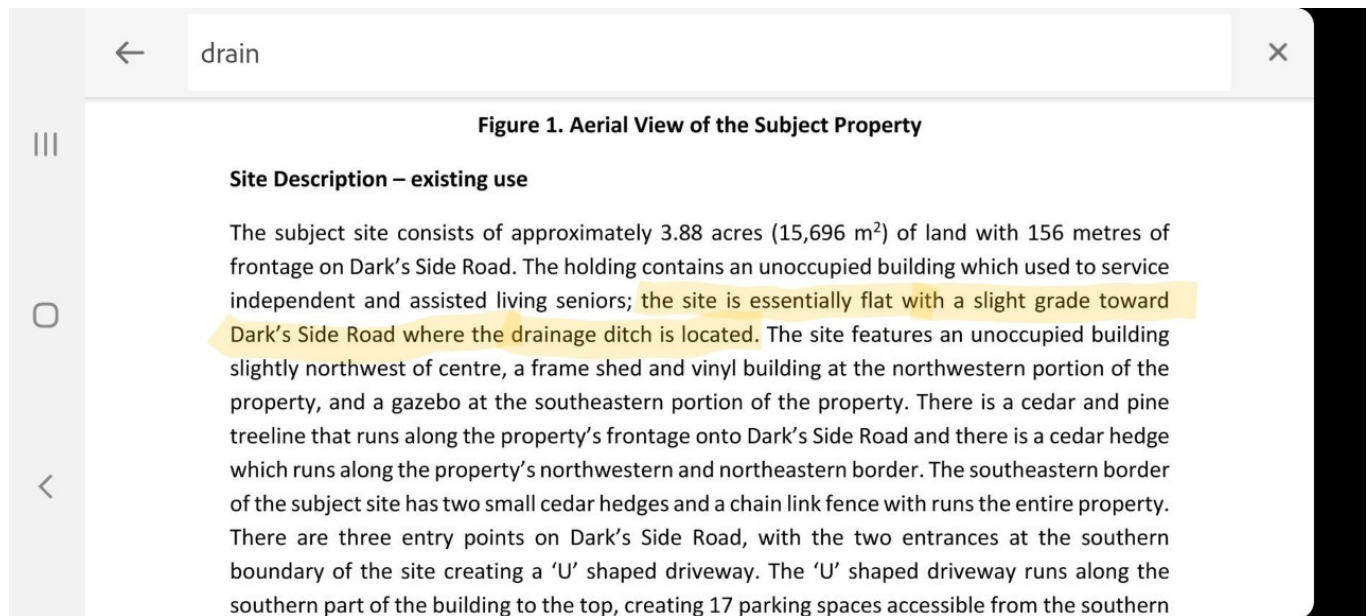 drain
Figure 1. Aerial View of the Subject Property
Site Description – existing use
The subject site consists of approximately 3.88 acres (15,696 m²) of land with 156 metres of
frontage on Dark's Side Road. The holding contains an unoccupied building which used to service
independent and assisted living seniors; the site is essentially flat with a slight grade toward
Dark's Side Road where the drainage ditch is located. The site features an unoccupied building
slightly northwest of centre, a frame shed and vinyl building at the northwestern portion of the
property, and a gazebo at the southeastern portion of the property. There is a cedar and pine
treeline that runs along the property's frontage onto Dark's Side Road and there is a cedar hedge
which runs along the property's northwestern and northeastern border. The southeastern border
of the subject site has two small cedar hedges and a chain link fence with runs the entire property.
There are three entry points on Dark's Side Road, with the two entrances at the southern
boundary of the site creating a 'U' shaped driveway. The 'U' shaped driveway runs along the
southern part of the building to the top, creating 17 parking spaces accessible from the southern